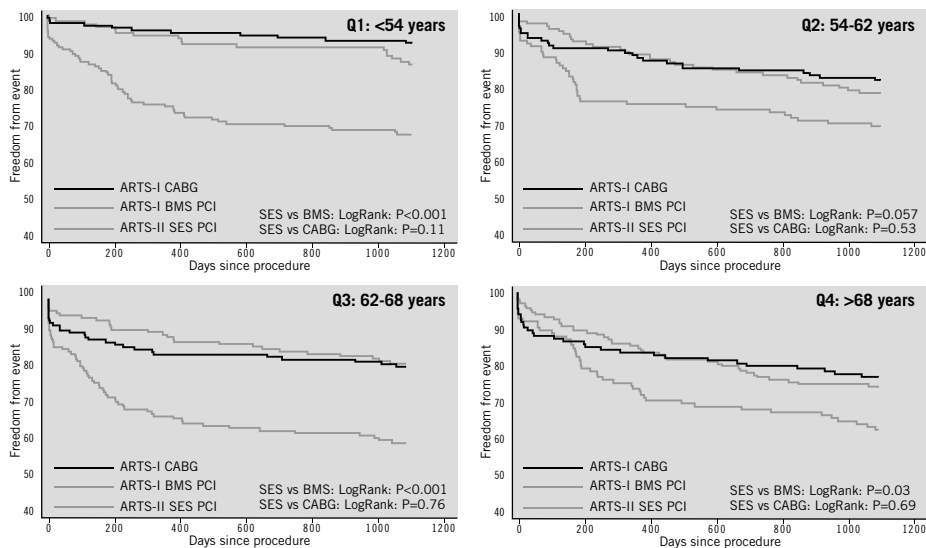 Q1: <54 years
Freedom from event
100
90
80
70
60
50
40
ARTS-I CABG
ARTS-I BMS PCI
ARTS-II SES PCI
SES vs BMS: LogRank: P<0.001
SES vs CABG: LogRank: P=0.11
0 200 400 600 800 1000 1200
Days since procedure
Q2: 54-62 years
Freedom from event
100
90
80
70
60
50
40
ARTS-I CABG
ARTS-I BMS PCI
ARTS-II SES PCI
SES vs BMS: LogRank: P=0.057
SES vs CABG: LogRank: P=0.53
0 200 400 600 800 1000 1200
Days since procedure
Q3: 62-68 years
Freedom from event
100
90
80
70
60
50
40
ARTS-I CABG
ARTS-I BMS PCI
ARTS-II SES PCI
SES vs BMS: LogRank: P<0.001
SES vs CABG: LogRank: P=0.76
0 200 400 600 800 1000 1200
Days since procedure
Q4: >68 years
Freedom from event
100
90
80
70
60
50
40
ARTS-I CABG
ARTS-I BMS PCI
ARTS-II SES PCI
SES vs BMS: LogRank: P=0.03
SES vs CABG: LogRank: P=0.69
0 200 400 600 800 1000 1200
Days since procedure